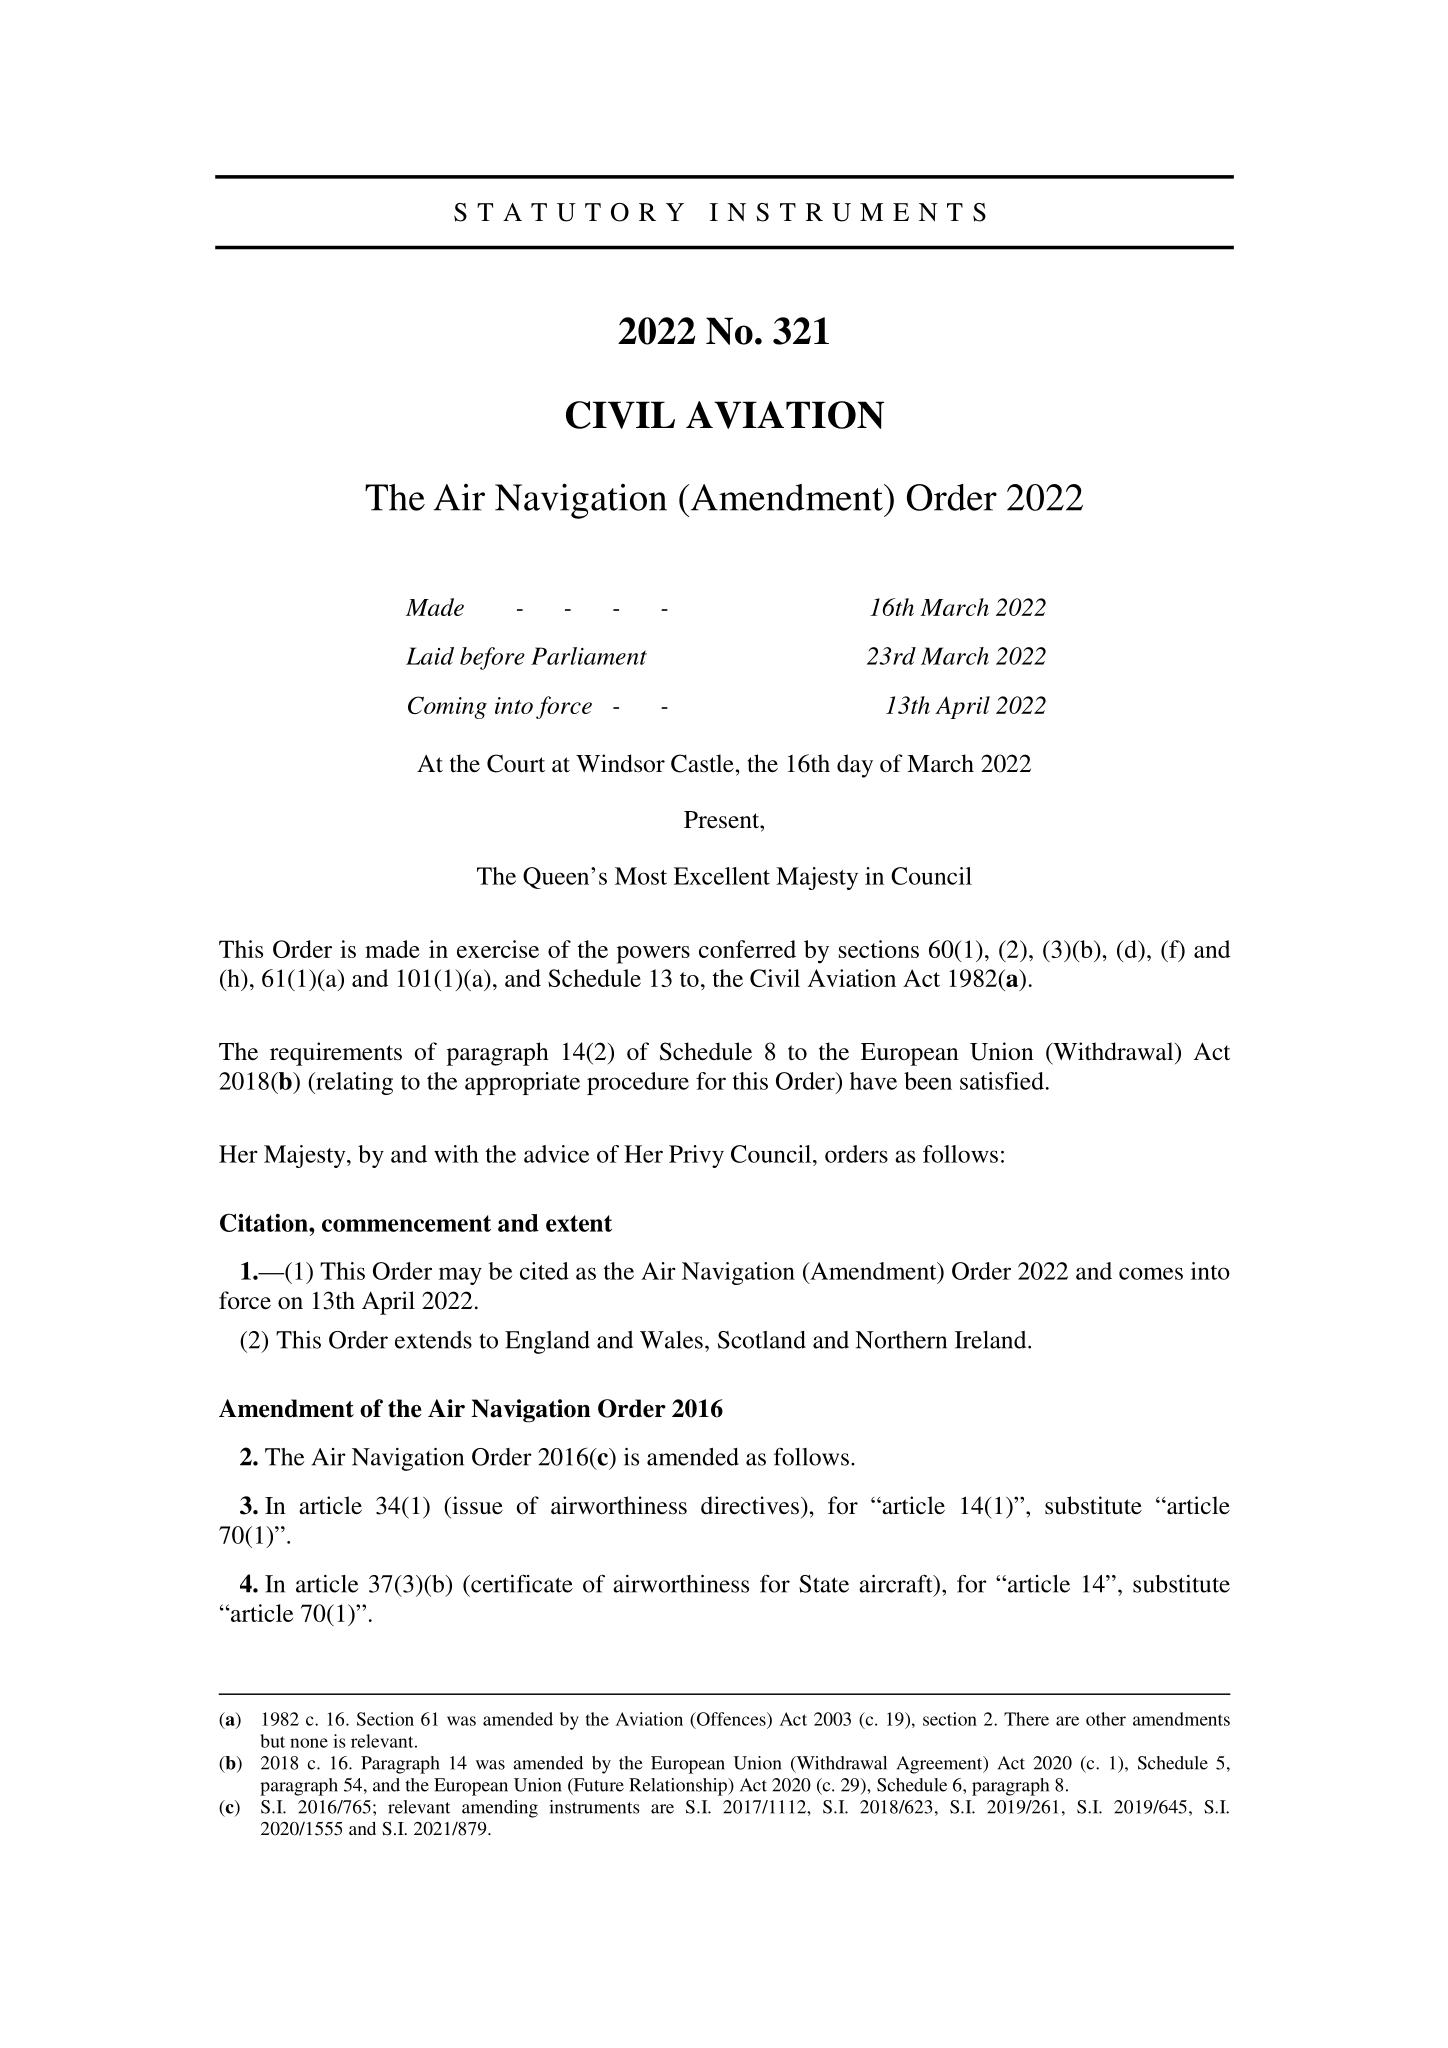 STATUTORY INSTRUMENTS
2022 No. 321
CIVIL AVIATION
The Air Navigation (Amendment) Order 2022
Made - - - - 16th March 2022
Laid before Parliament 23rd March 2022
Coming into force - - 13th April 2022
At the Court at Windsor Castle, the 16th day of March 2022
Present,
The Queen’s Most Excellent Majesty in Council
This Order is made in exercise of the powers conferred by sections 60(1), (2), (3)(b), (d), (f) and
(h), 61(1)(a) and 101(1)(a), and Schedule 13 to, the Civil Aviation Act 1982(a).
The requirements of paragraph 14(2) of Schedule 8 to the European Union (Withdrawal) Act
2018(b) (relating to the appropriate procedure for this Order) have been satisfied.
Her Majesty, by and with the advice of Her Privy Council, orders as follows:
Citation, commencement and extent
1.—(1) This Order may be cited as the Air Navigation (Amendment) Order 2022 and comes into
force on 13th April 2022.
(2) This Order extends to England and Wales, Scotland and Northern Ireland.
Amendment of the Air Navigation Order 2016
2. The Air Navigation Order 2016(c) is amended as follows.
3. In article 34(1) (issue of airworthiness directives), for “article 14(1)”, substitute “article
70(1)”.
4. In article 37(3)(b) (certificate of airworthiness for State aircraft), for “article 14”, substitute
“article 70(1)”.
(a) 1982 c. 16. Section 61 was amended by the Aviation (Offences) Act 2003 (c. 19), section 2. There are other amendments
but none is relevant.
(b) 2018 c. 16. Paragraph 14 was amended by the European Union (Withdrawal Agreement) Act 2020 (c. 1), Schedule 5,
paragraph 54, and the European Union (Future Relationship) Act 2020 (c. 29), Schedule 6, paragraph 8.
(c) S.I. 2016/765; relevant amending instruments are S.I. 2017/1112, S.I. 2018/623, S.I. 2019/261, S.I. 2019/645, S.I.
2020/1555 and S.I. 2021/879.